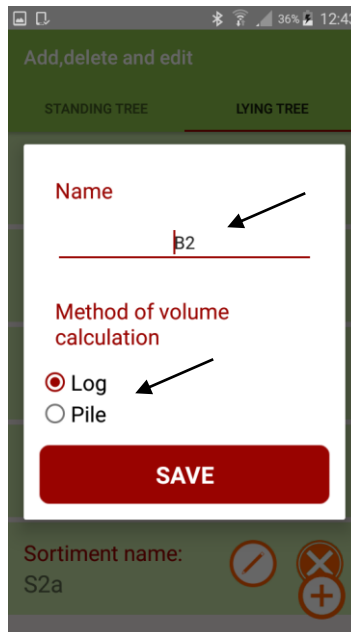 36% 12:43
Add,delete and edit
STANDING TREE LYING TREE
Name
B2
Method of volume
calculation
Log
Pile
SAVE
Sortiment name:
S2a